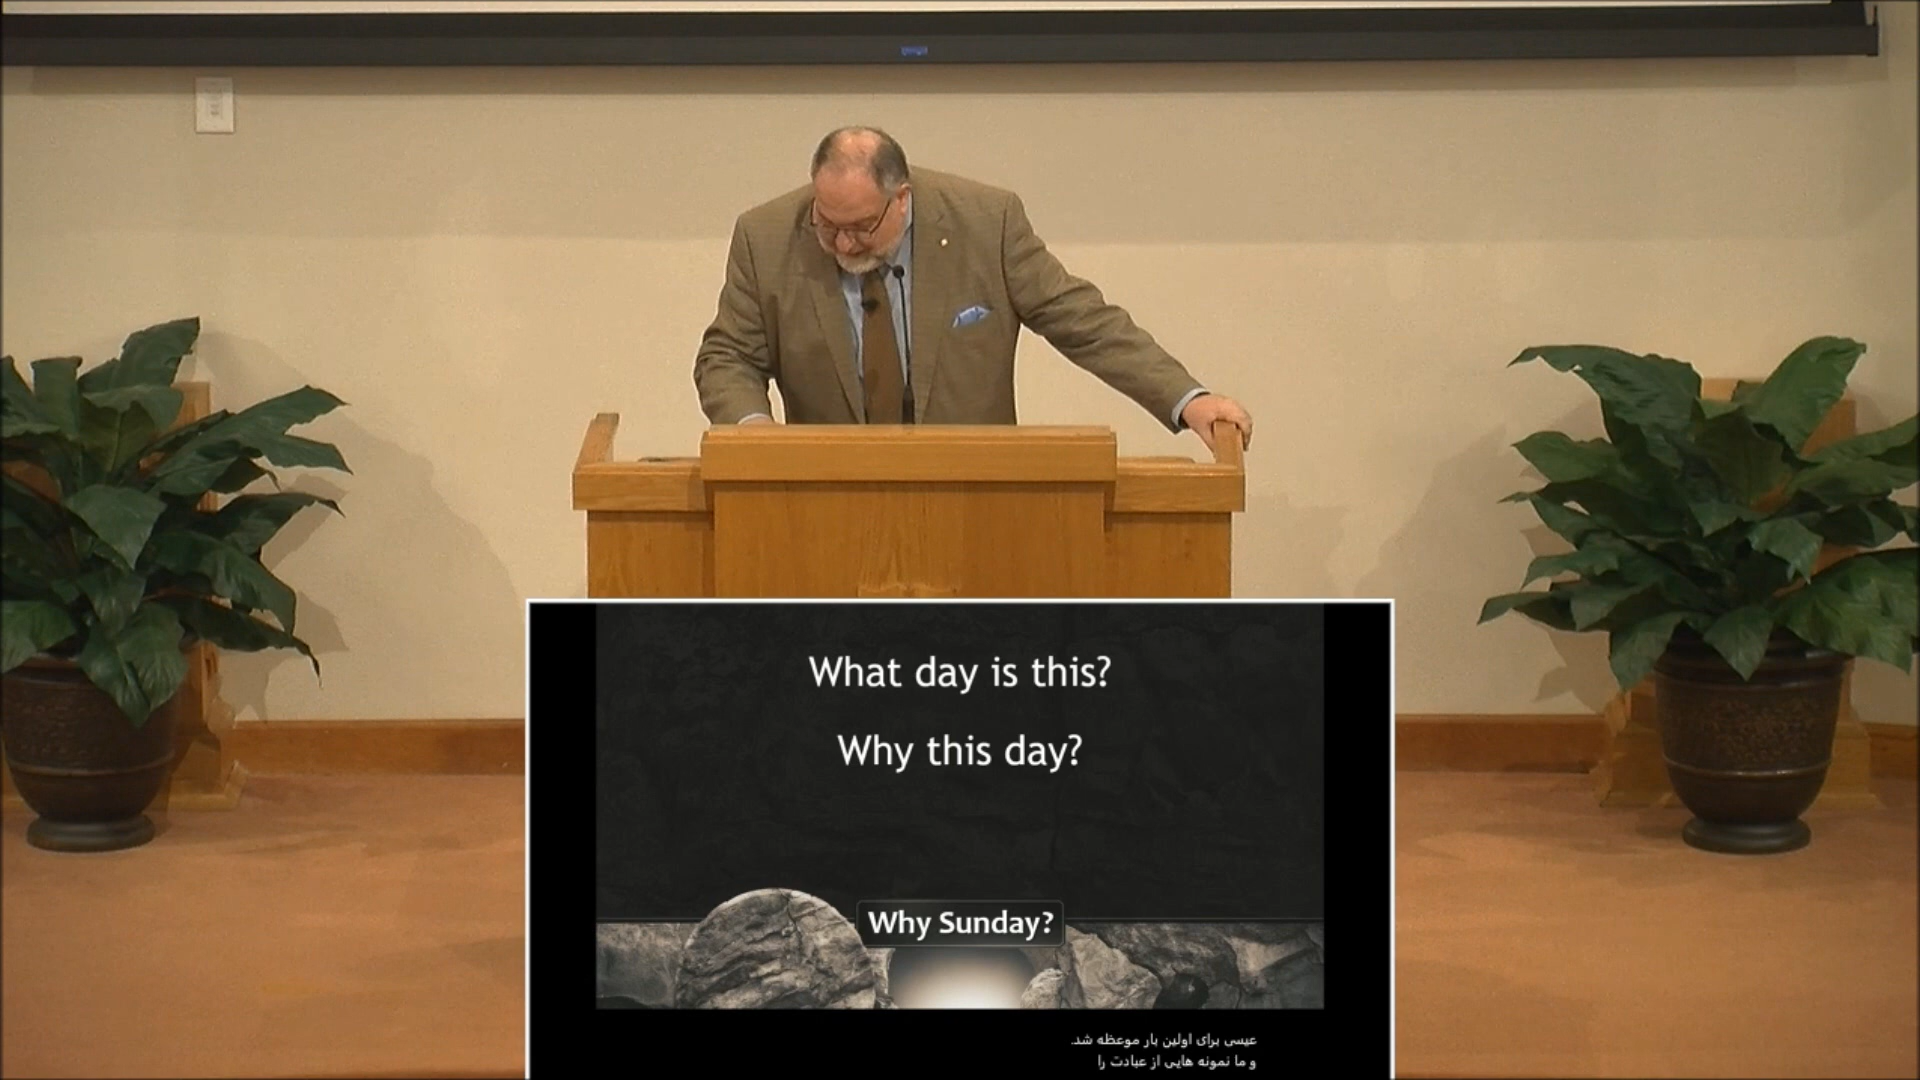 What day is this?
Why this day?
Why Sunday?
عیسی برای اولین بار موعظه شد.
و ما نمونه هایی از عبادت را